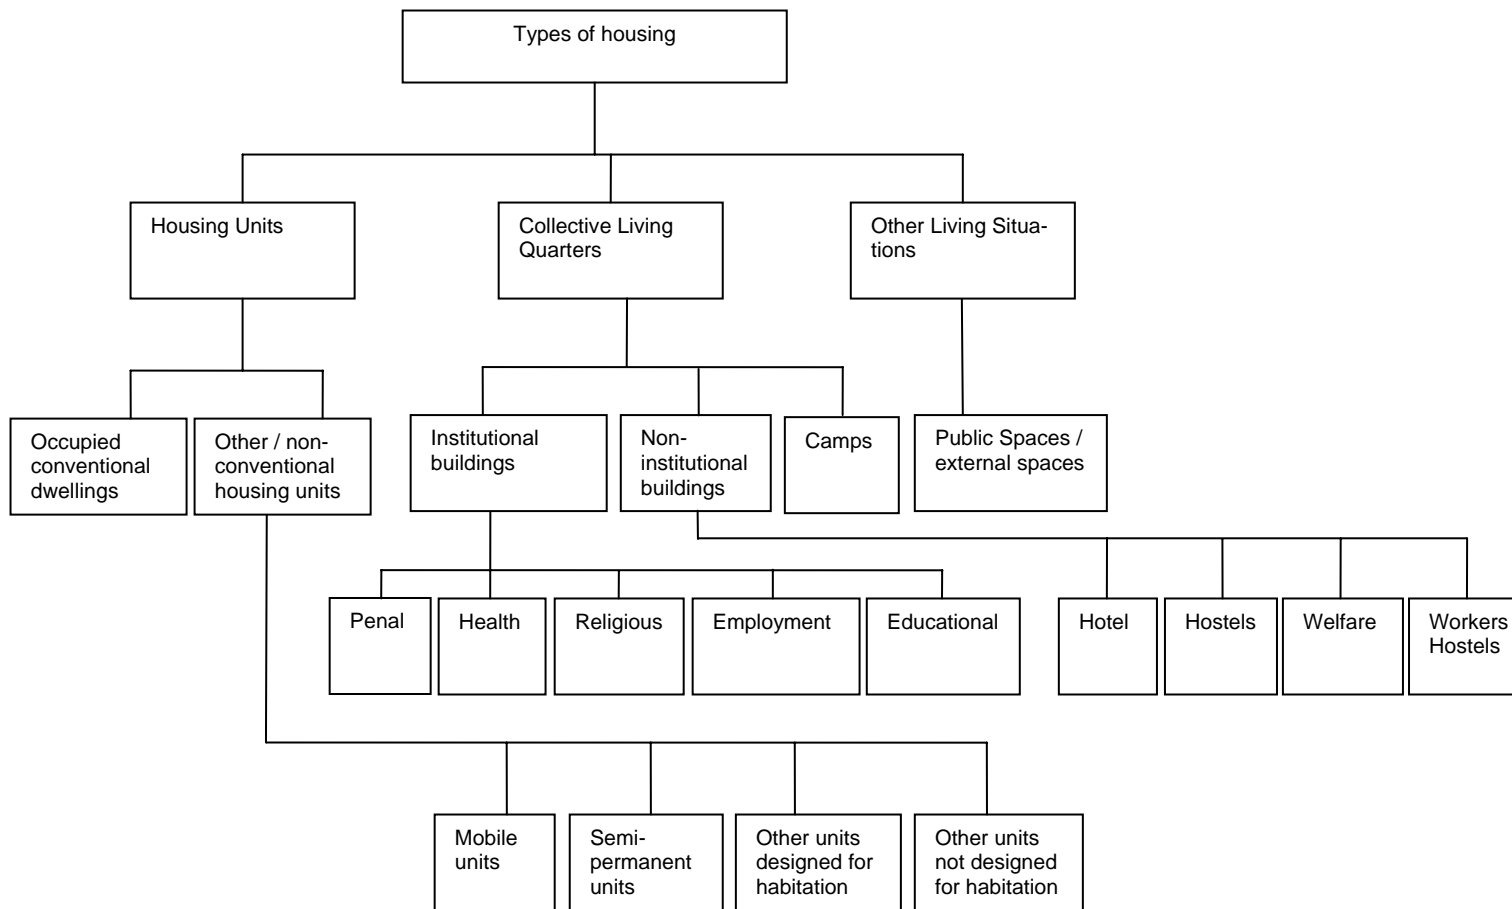 Types of housing
Housing Units
Collective Living
Quarters
Other Living Situa-
tions
Occupied
conventional
dwellings
Other / non-
conventional
housing units
Institutional
buildings
Non-
institutional
buildings
Camps
Public Spaces /
external spaces
Penal
Health
Religious
Employment
Educational
Hotel
Hostels
Welfare
Workers
Hostels
Mobile
units
Semi-
permanent
units
Other units
designed for
habitation
Other units
not designed
for habitation